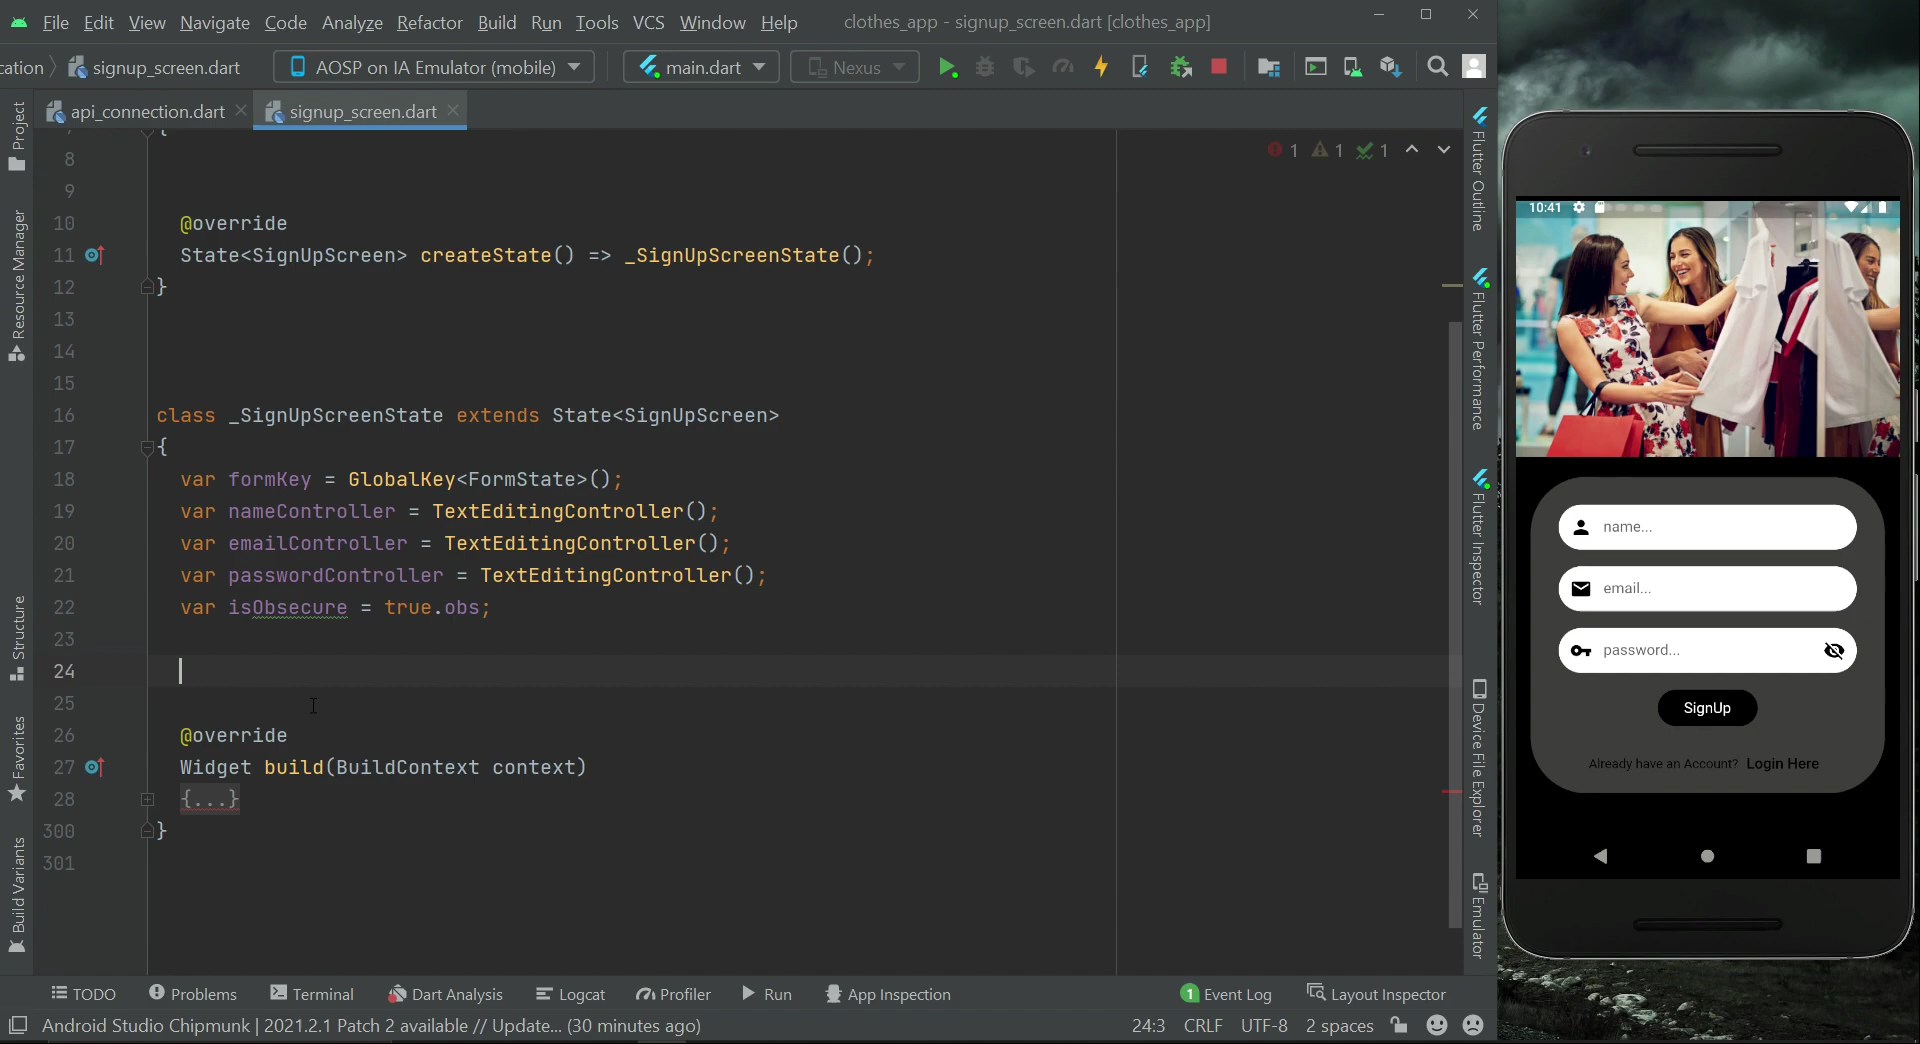 File Edit View Navigate Code Analyze Refactor Build Run Tools VCS Window Help clothes_app - signup_screen.dart [clothes_app]
cation signup_screen.dart AOSP on IA Emulator (mobile) main.dart Nexus
api_connection.dart signup_screen.dart
1 1 1
7 {
8
9
10 @override
11 State<SignUpScreen> createState() => _SignUpScreenState();
12 }
13
14
15
16 class _SignUpScreenState extends State<SignUpScreen>
17 {
18 var formKey = GlobalKey<FormState>();
19 var nameController = TextEditingController();
20 var emailController = TextEditingController();
21 var passwordController = TextEditingController();
22 var isObsecure = true.obs;
23
24
25
26 @override
27 Widget build(BuildContext context)
28 {...}
300 }
301
Project
Resource Manager
Structure
Favorites
Build Variants
Flutter Outline
Flutter Performance
Flutter Inspector
Device File Explorer
Emulator
10:41
name...
email...
password...
SignUp
Already have an Account? Login Here
TODO Problems Terminal Dart Analysis Logcat Profiler Run App Inspection 1 Event Log Layout Inspector
Android Studio Chipmunk | 2021.2.1 Patch 2 available // Update... (30 minutes ago) 24:3 CRLF UTF-8 2 spaces